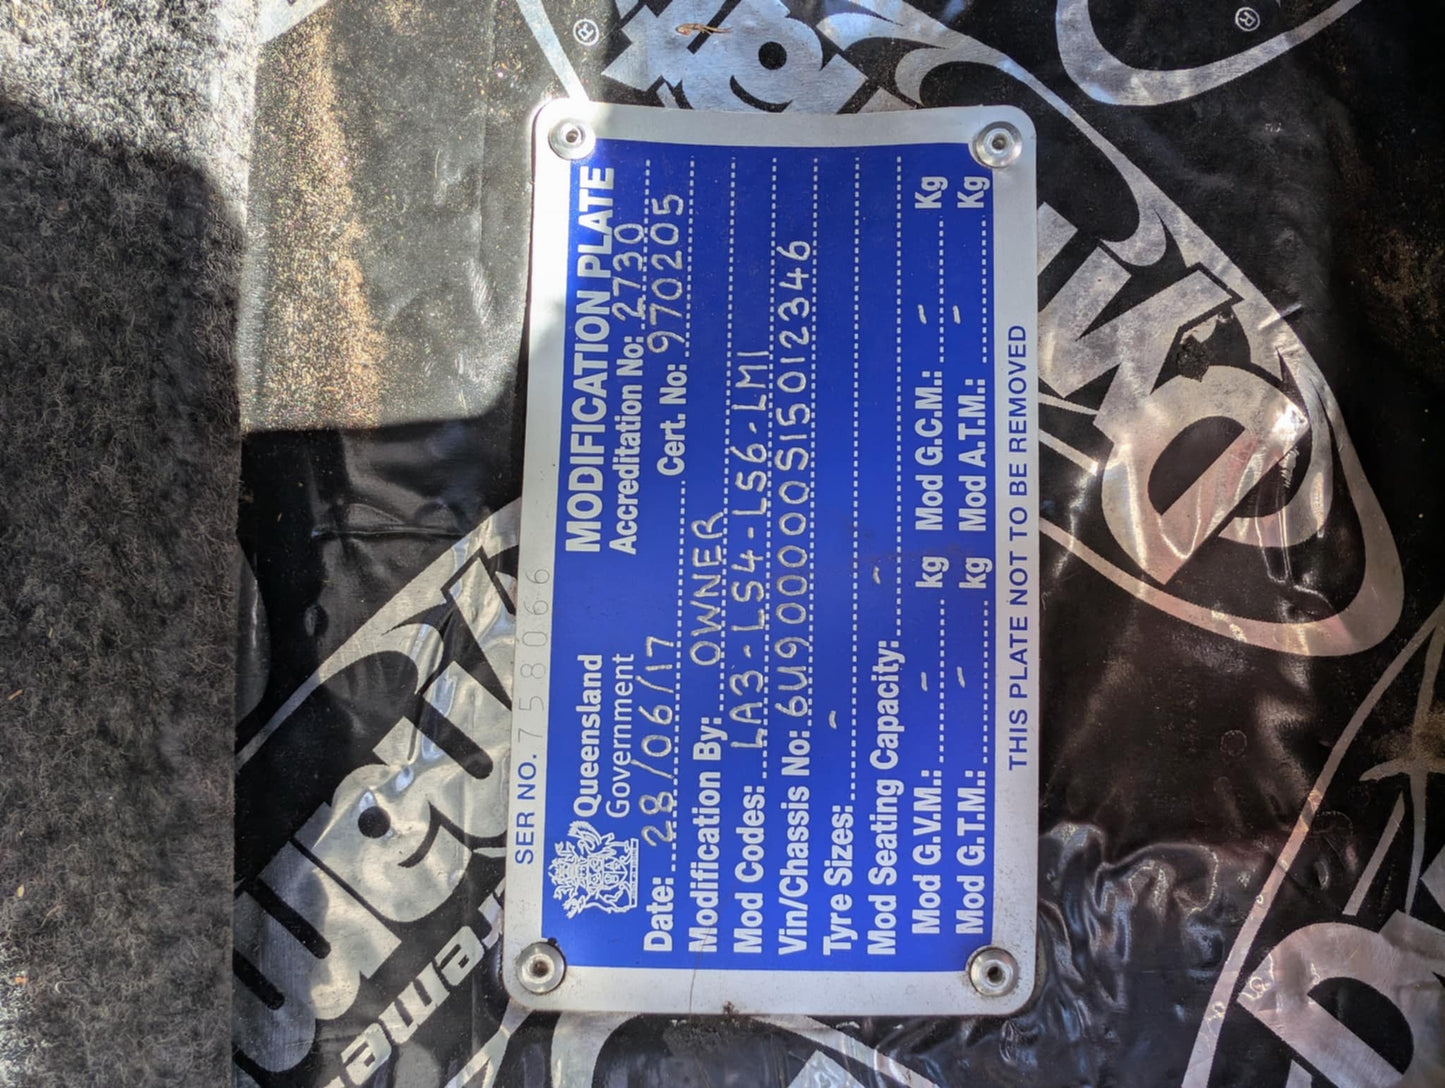 SER NO. 758066
Queensland MODIFICATION PLATE
Government Accreditation No: 2730
Date: 28/06/17 Cert. No: 970205
Modification By: OWNER
Mod Codes: LA3-LS4-LS6-LM1
Vin/Chassis No: 6U900000S15012346
Tyre Sizes: -
Mod Seating Capacity: -
Mod G.V.M.: - kg Mod G.C.M.: - Kg
Mod G.T.M.: - kg Mod A.T.M.: - Kg
THIS PLATE NOT TO BE REMOVED